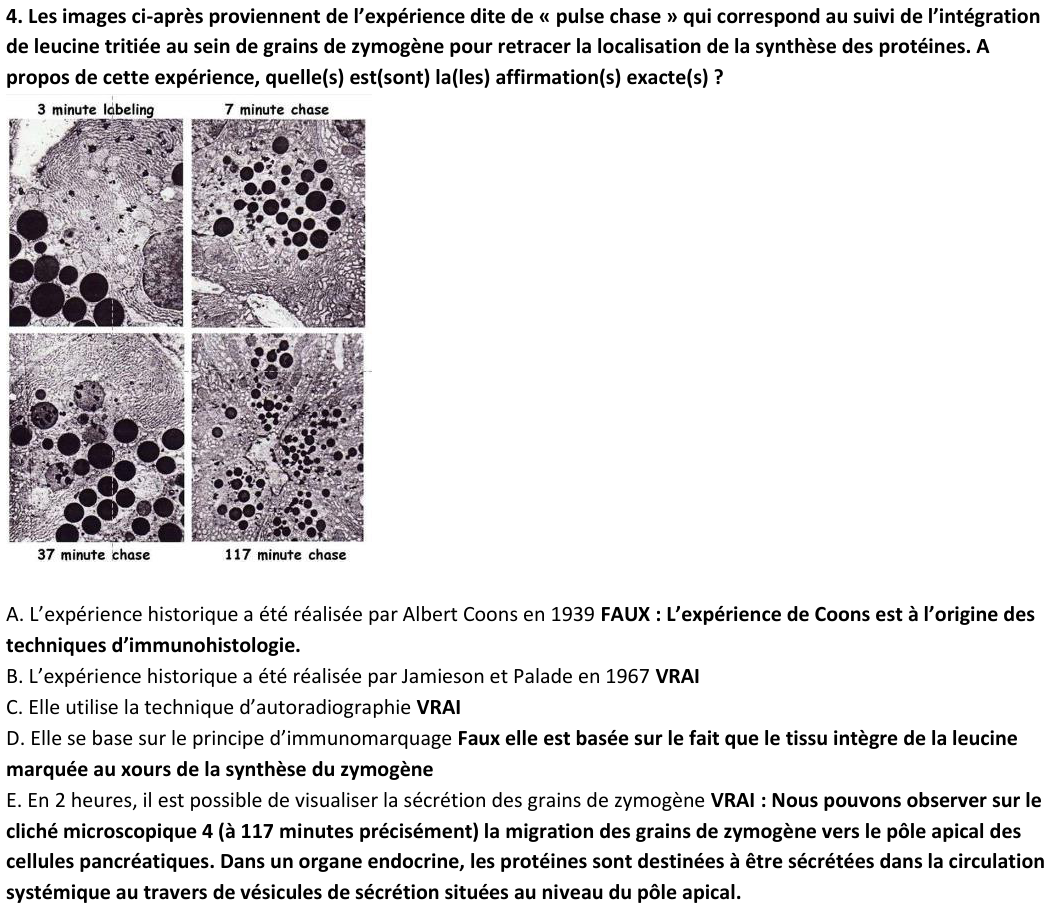 4. Les images ci-après proviennent de l’expérience dite de « pulse chase » qui correspond au suivi de l’intégration
de leucine tritiée au sein de grains de zymogène pour retracer la localisation de la synthèse des protéines. A
propos de cette expérience, quelle(s) est(sont) la(les) affirmation(s) exacte(s) ?
3 minute labeling
7 minute chase
37 minute chase
117 minute chase
A. L’expérience historique a été réalisée par Albert Coons en 1939 FAUX : L’expérience de Coons est à l’origine des
techniques d’immunohistologie.
B. L’expérience historique a été réalisée par Jamieson et Palade en 1967 VRAI
C. Elle utilise la technique d’autoradiographie VRAI
D. Elle se base sur le principe d’immunomarquage Faux elle est basée sur le fait que le tissu intègre de la leucine
marquée au xours de la synthèse du zymogène
E. En 2 heures, il est possible de visualiser la sécrétion des grains de zymogène VRAI : Nous pouvons observer sur le
cliché microscopique 4 (à 117 minutes précisément) la migration des grains de zymogène vers le pôle apical des
cellules pancréatiques. Dans un organe endocrine, les protéines sont destinées à être sécrétées dans la circulation
systémique au travers de vésicules de sécrétion situées au niveau du pôle apical.